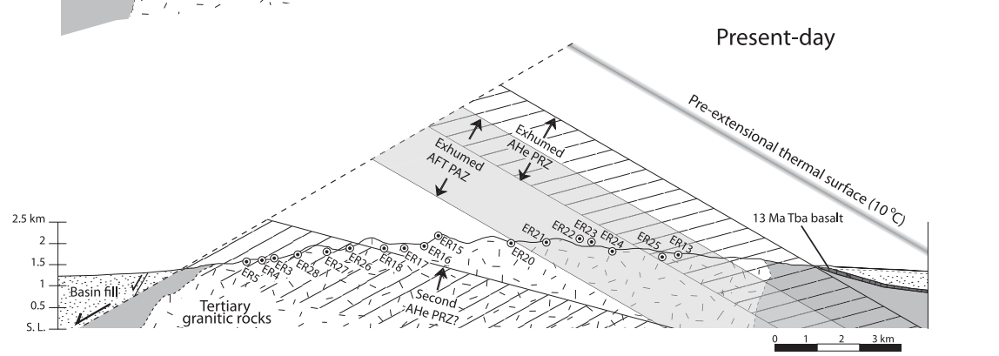 Present-day
Pre-extensional thermal surface (10 °C)
Exhumed
AHe PRZ
Exhumed
AFT PAZ
13 Ma Tba basalt
2.5 km
2
1.5
1
0.5
S. L.
Basin fill
Tertiary
granitic rocks
ER5
ER4
ER3
ER28
ER27
ER26
ER18
ER17
ER16
ER15
ER20
ER21
ER22
ER23
ER24
ER25
ER13
Second
AHe PRZ?
0 1 2 3 km